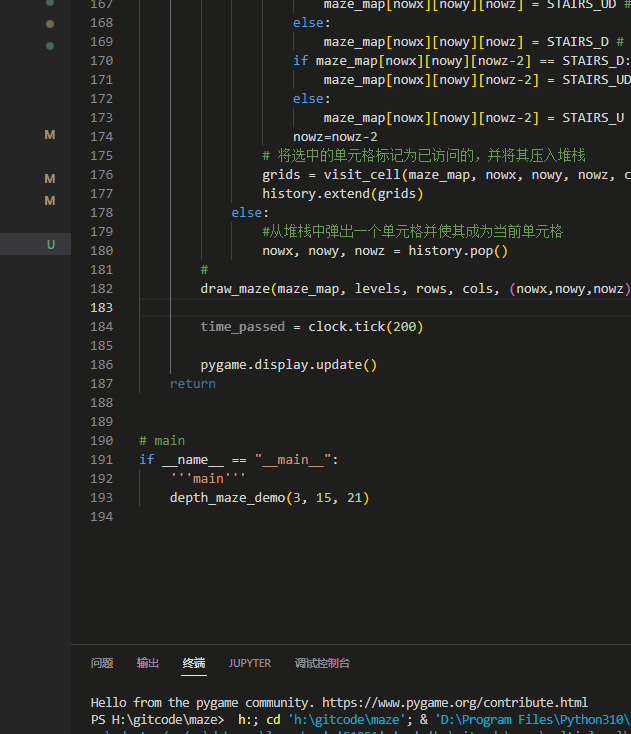 167 maze_map[nowx][nowy][nowz] = STAIRS_UD #
168 else:
169 maze_map[nowx][nowy][nowz] = STAIRS_D #
170 if maze_map[nowx][nowy][nowz-2] == STAIRS_D:
171 maze_map[nowx][nowy][nowz-2] = STAIRS_UD
172 else:
173 maze_map[nowx][nowy][nowz-2] = STAIRS_U
174 nowz=nowz-2
M
175 # 将选中的单元格标记为已访问的，并将其压入堆栈
176 grids = visit_cell(maze_map, nowx, nowy, nowz, c
M
177 history.extend(grids)
M
178 else:
179 #从堆栈中弹出一个单元格并使其成为当前单元格
180 nowx, nowy, nowz = history.pop()
U
181 #
182 draw_maze(maze_map, levels, rows, cols, (nowx,nowy,nowz)
183
184 time_passed = clock.tick(200)
185
186 pygame.display.update()
187 return
188
189
190 # main
191 if __name__ == "__main__":
192 '''main'''
193 depth_maze_demo(3, 15, 21)
194
问题 输出 终端 JUPYTER 调试控制台
Hello from the pygame community. https://www.pygame.org/contribute.html
PS H:\gitcode\maze> h:; cd 'h:\gitcode\maze'; & 'D:\Program Files\Python310\